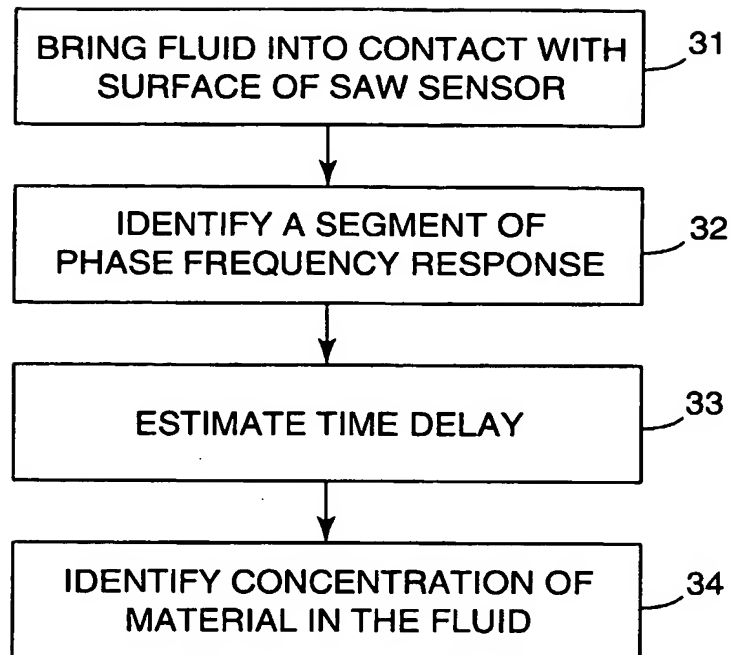 BRING FLUID INTO CONTACT WITH
SURFACE OF SAW SENSOR
31
IDENTIFY A SEGMENT OF
PHASE FREQUENCY RESPONSE
32
ESTIMATE TIME DELAY
33
IDENTIFY CONCENTRATION OF
MATERIAL IN THE FLUID
34